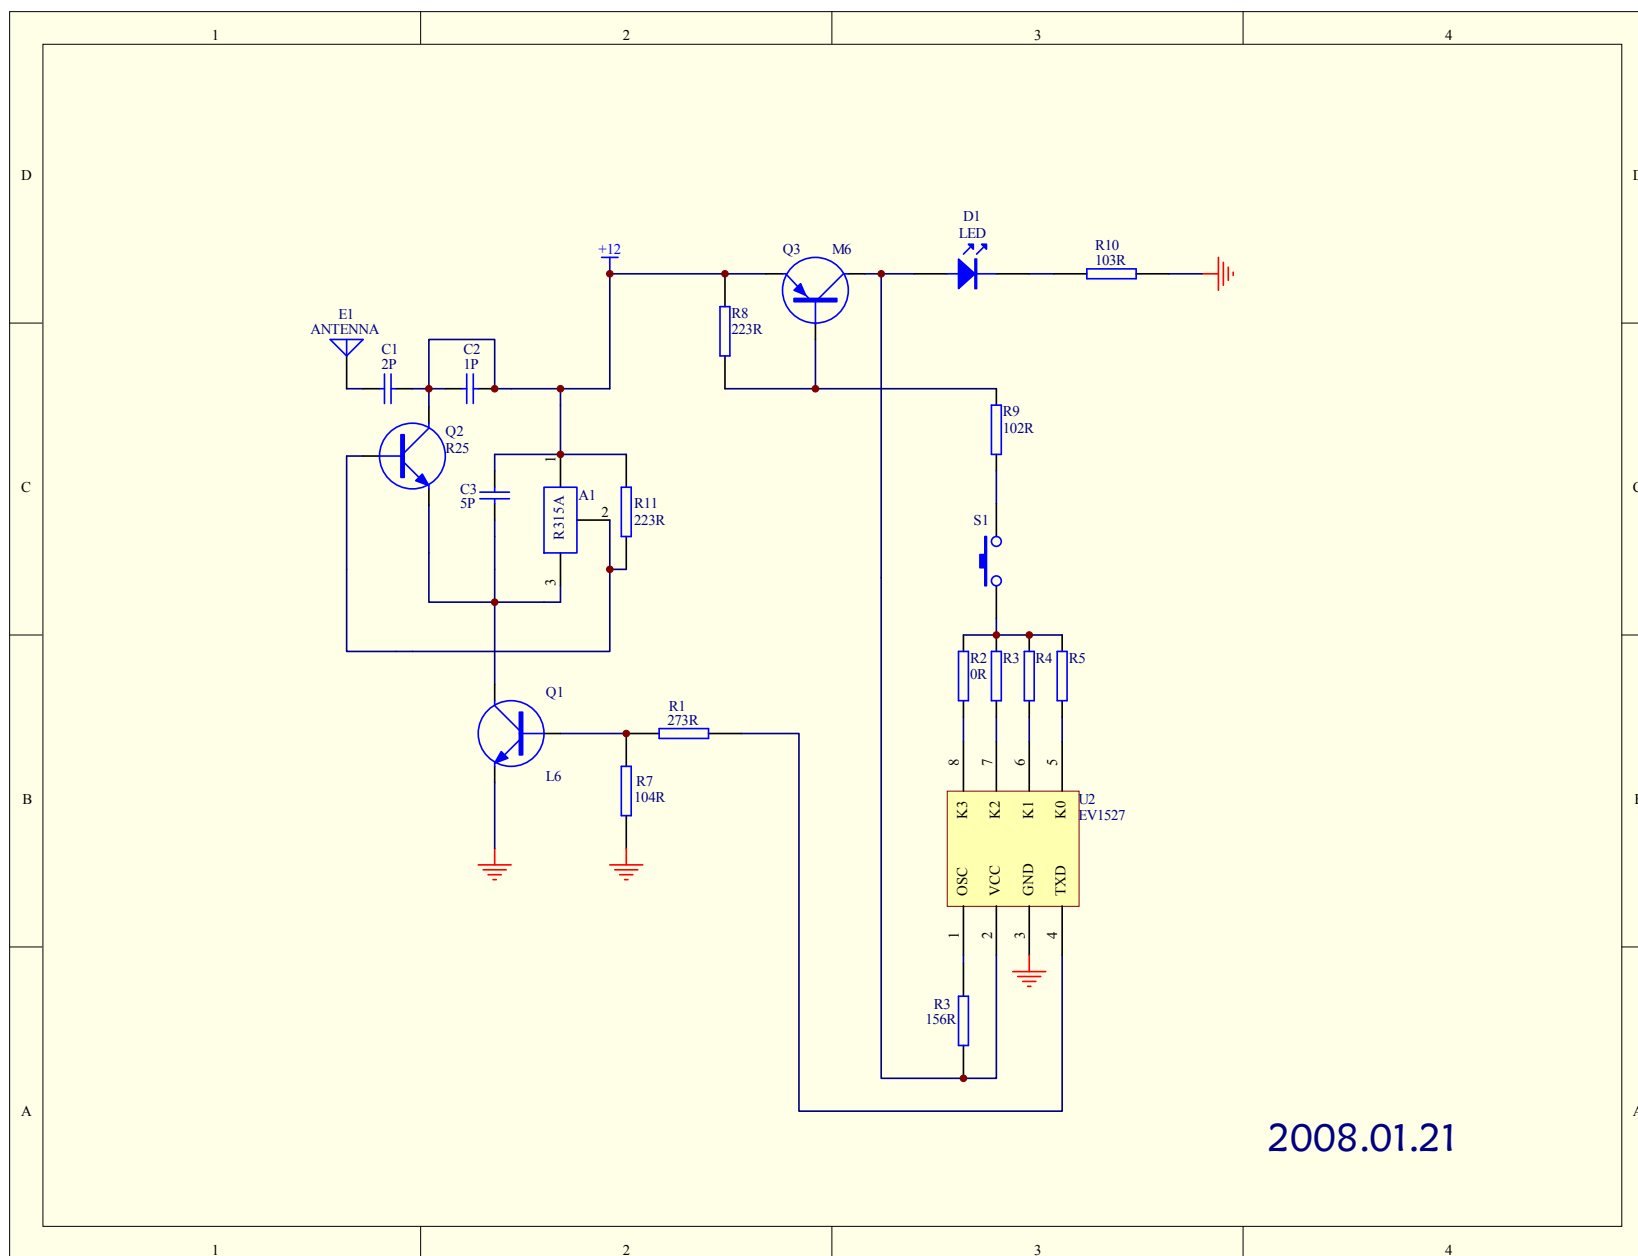 1 2 3 4
D
D1
LED
+12
Q3 M6
R10
103R
E1
ANTENNA
R8
223R
C1
2P
C2
1P
R9
102R
Q2
R25
1
C
C3
5P
R315A
A1
2
R11
223R
3
S1
R2
0R
R3
R4
R5
Q1
R1
273R
L6
R7
104R
8 7 6 5
B
K3 K2 K1 K0
U2
EV1527
OSC VCC GND TXD
1 2 3 4
R3
156R
A
2008.01.21
1 2 3 4